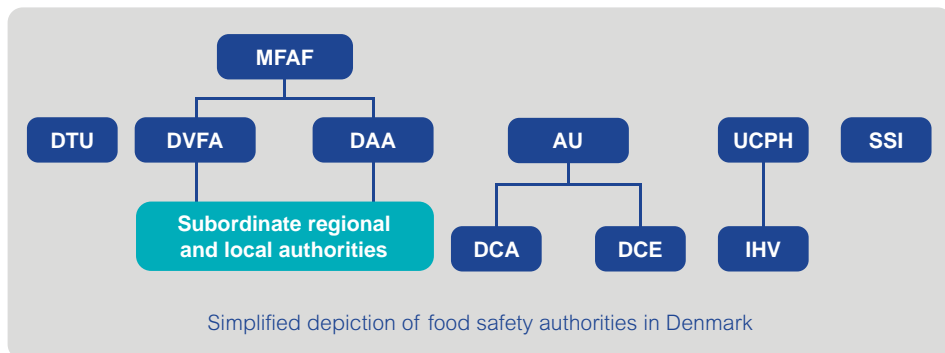 MFAF
DTU
DVFA
DAA
AU
UCPH
SSI
Subordinate regional
and local authorities
DCA
DCE
IHV
Simplified depiction of food safety authorities in Denmark